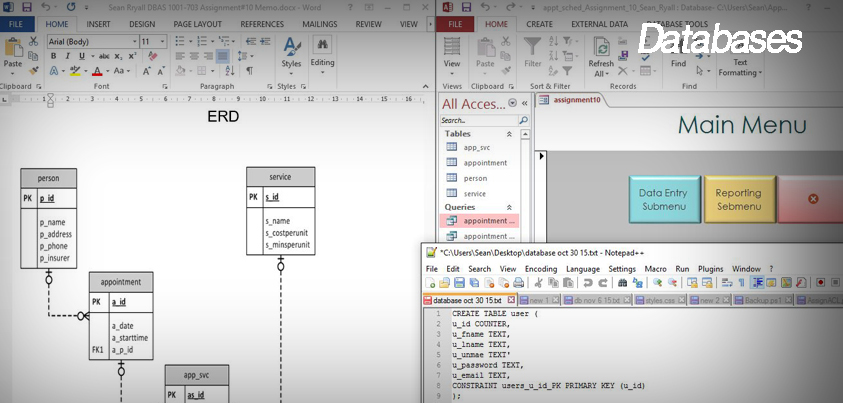 Sean Ryall DBAS 1001-703 Assignment#10 Memo.docx - Word
FILE HOME INSERT DESIGN PAGE LAYOUT REFERENCES MAILINGS REVIEW VIEW
Arial (Body) 11
Paste
Styles
Editing
Clipboard Font Paragraph Styles
ERD
person
PK p_id
p_name
p_address
p_phone
p_insurer
service
PK s_id
s_name
s_costperunit
s_minsperunit
appointment
PK a_id
a_date
a_starttime
FK1 a_p_id
app_svc
PK as_id
appt_sched_Assignment_10_Sean_Ryall : Database-
FILE HOME CREATE EXTERNAL DATA DATABASE TOOLS
Databases
View
Paste
Filter
Refresh
All
Find
Text
Formatting
Views Clipboard Sort & Filter Records Find
All Acces...
Search...
Tables
app_svc
appointment
person
service
Queries
appointment ...
appointment ...
assignment10
Main Menu
Data Entry
Submenu
Reporting
Sebmenu
*C:\Users\Sean\Desktop\database oct 30 15.txt - Notepad++
File Edit Search View Encoding Language Settings Macro Run Plugins Window ?
database oct 30 15.txt new 1 db nov 6 15.txt styles.css new 2 Backup.ps1
1 CREATE TABLE user (
2 u_id COUNTER,
3 u_fname TEXT,
4 u_lname TEXT,
5 u_unmae TEXT'
6 u_password TEXT,
7 u_email TEXT,
8 CONSTRAINT users_u_id_PK PRIMARY KEY (u_id)
9 );